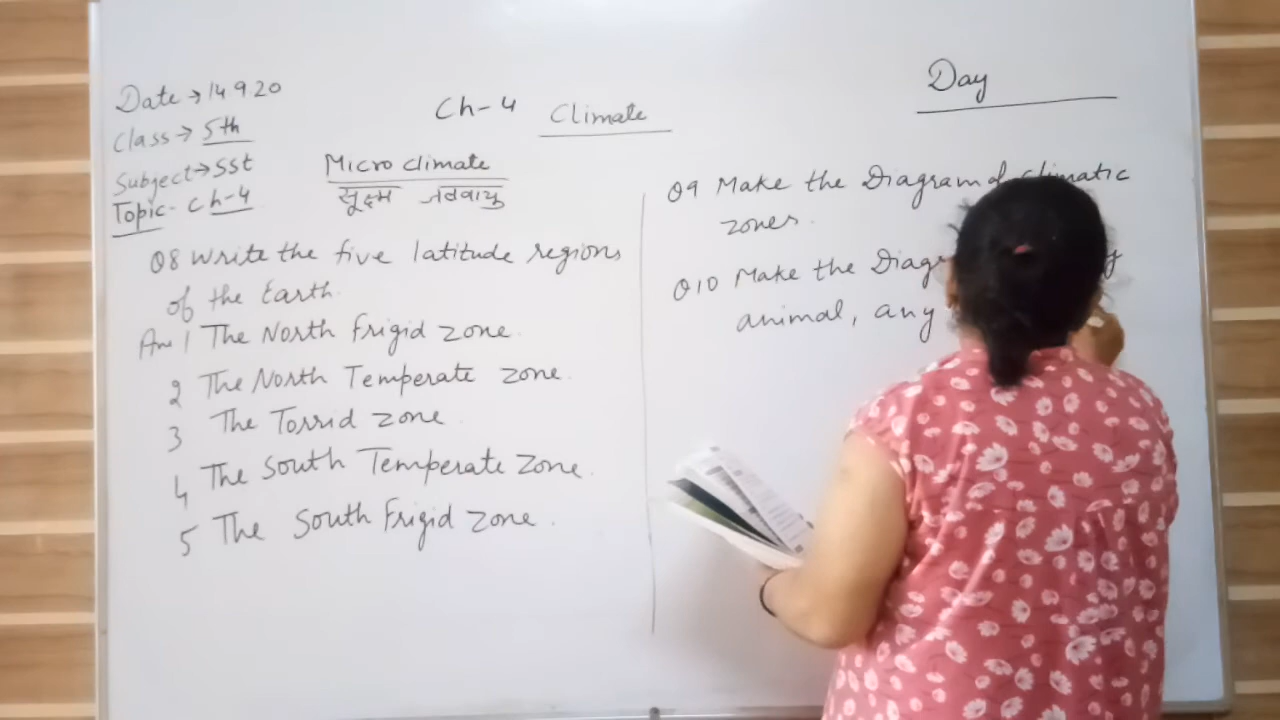 Date → 14 9.20
Class → 5th
Subject → SSt
Topic - Ch-4
Ch-4 Climate
Day
Micro climate
सूक्ष्म जलवायु
Q8 Write the five latitude regions
of the Earth.
Ans 1 The North Frigid zone.
2 The North Temperate zone.
3 The Torrid zone.
4 The South Temperate zone.
5 The South Frigid zone.
Q9 Make the Diagram of climatic
zones.
Q10 Make the
animal, any